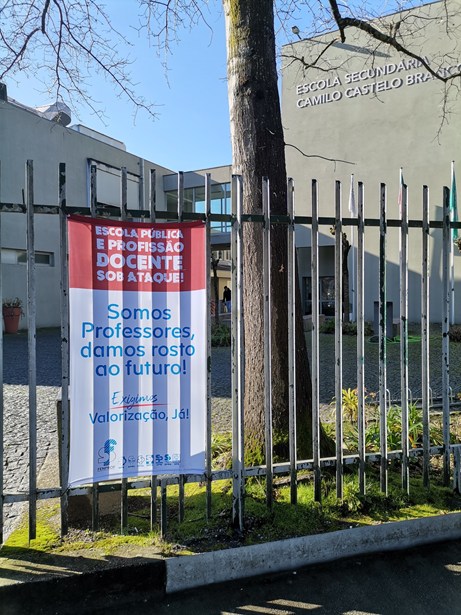 ESCOLA SECUNDÁRIA
CAMILO CASTELO BRANCO
ESCOLA PÚBLICA
E PROFISSÃO
DOCENTE
SOB ATAQUE!
Somos
Professores,
damos rosto
ao futuro!
Exigimos
Valorização, Já!